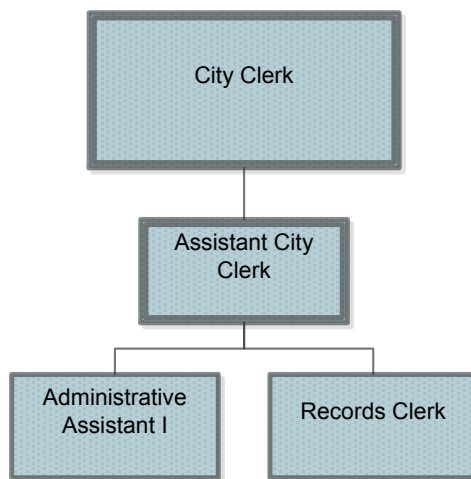 City Clerk
Assistant City
Clerk
Administrative
Assistant I
Records Clerk